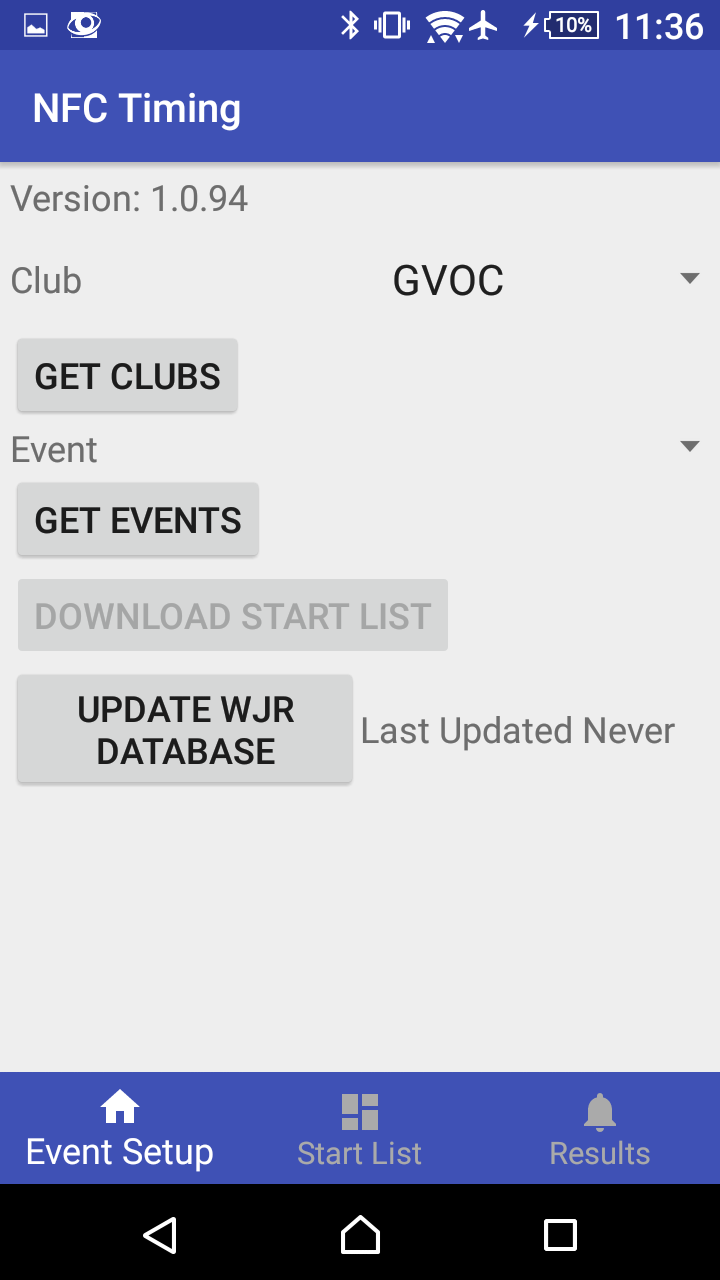 10% 11:36
NFC Timing
Version: 1.0.94
Club GVOC
GET CLUBS
Event
GET EVENTS
DOWNLOAD START LIST
UPDATE WJR
DATABASE
Last Updated Never
Event Setup Start List Results